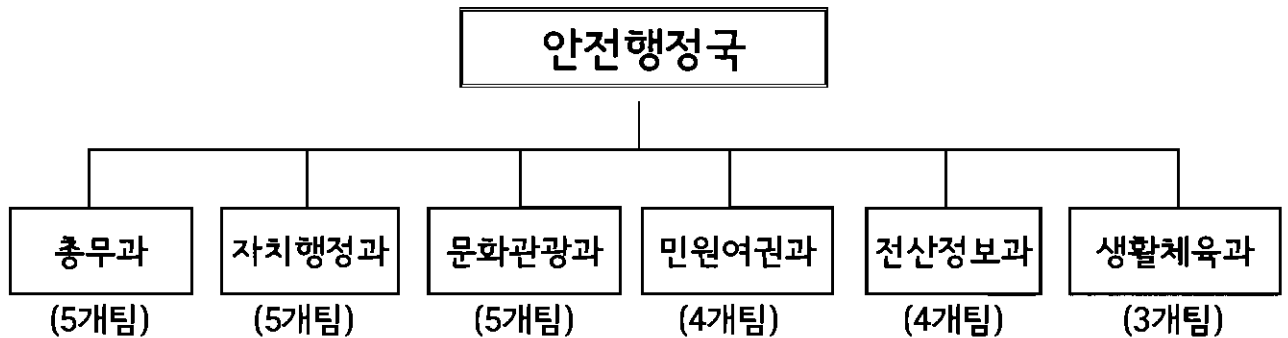 안전행정국
총무과 자치행정과 문화관광과 민원여권과 전산정보과 생활체육과
(5개팀) (5개팀) (5개팀) (4개팀) (4개팀) (3개팀)